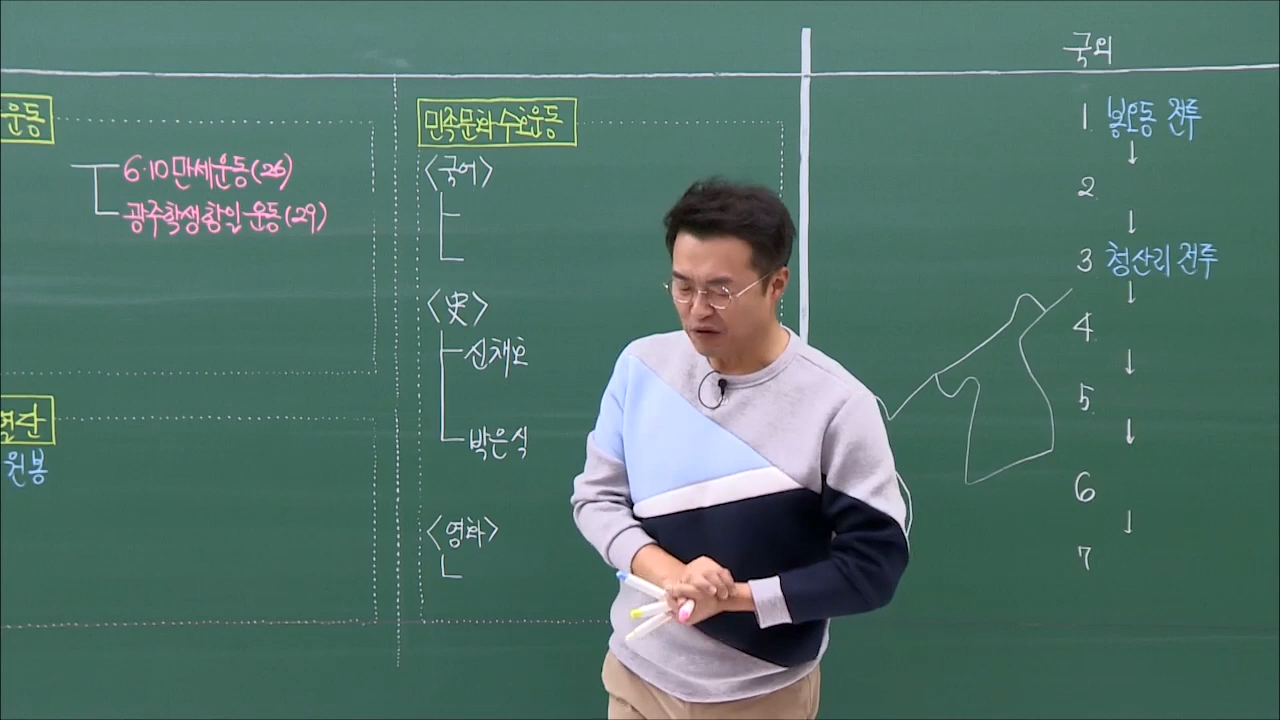 운동
6·10 만세운동(26)
광주학생항일운동(29)
결단
원봉
민족문화수호운동
<국어>
<史>
신채호
박은식
<영화>
국외
1 봉오동 전투
↓
2
↓
3 청산리 전투
↓
4
↓
5
↓
6
↓
7